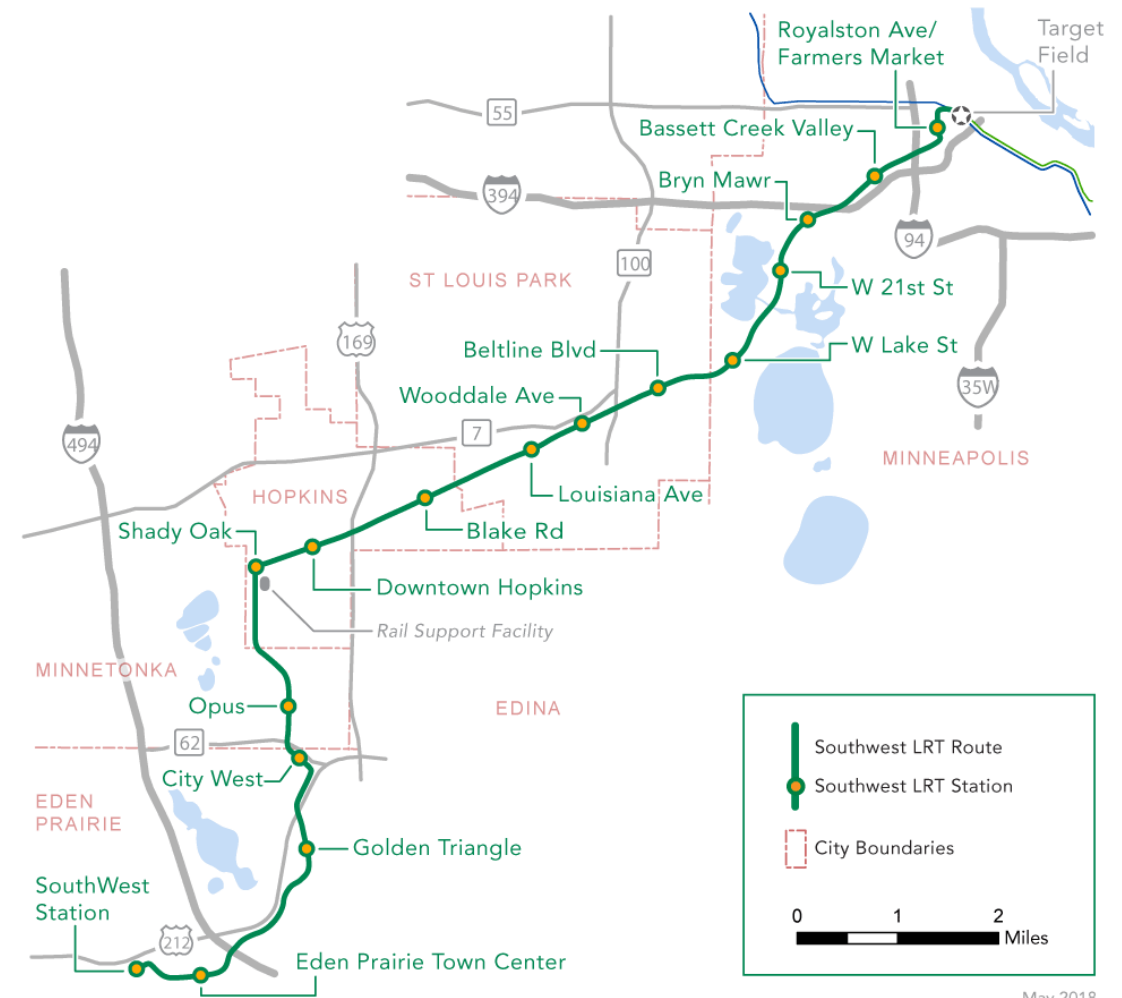 Royalston Ave/
Farmers Market
Target
Field
55
Bassett Creek Valley
Bryn Mawr
394
94
100
ST LOUIS PARK
W 21st St
169
Beltline Blvd
W Lake St
Wooddale Ave
35W
7
494
MINNEAPOLIS
HOPKINS
Louisiana Ave
Shady Oak
Blake Rd
Downtown Hopkins
Rail Support Facility
MINNETONKA
Opus
EDINA
62
City West
Southwest LRT Route
Southwest LRT Station
EDEN
PRAIRIE
Golden Triangle
City Boundaries
SouthWest
Station
0 1 2
Miles
212
Eden Prairie Town Center
May 2018